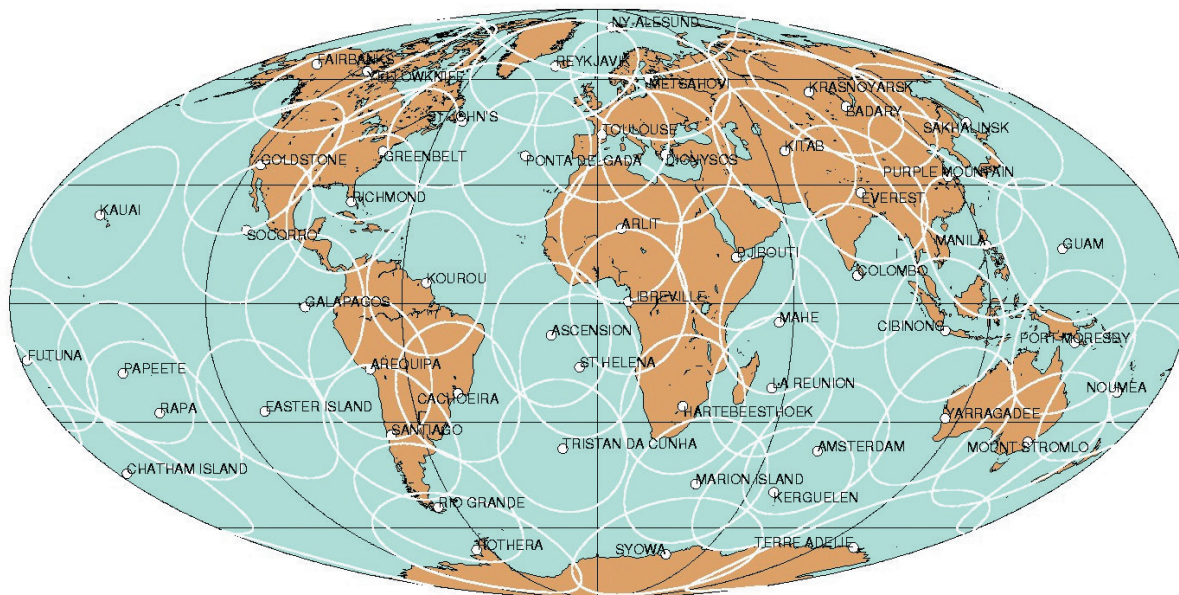 NY-ALESUND
FAIRBANKS
REYKJAVIK
YELLOWKNIFE
METSAHOVI
KRASNOYARSK
BADARY
ST-JOHN'S
SAKHALINSK
TOULOUSE
GREENBELT
PONTA DELGADA
DIONYSOS
KITAB
GOLDSTONE
PURPLE MOUNTAIN
EVEREST
RICHMOND
KAUAI
ARLIT
SOCORRO
MANILA
GUAM
DJIBOUTI
COLOMBO
KOUROU
GALAPAGOS
LIBREVILLE
MAHE
ASCENSION
CIBINONG
PORT-MORESBY
FUTUNA
PAPEETE
AREQUIPA
ST HELENA
LA REUNION
NOUMEA
CACHOEIRA
RAPA
EASTER ISLAND
HARTEBEESTHOEK
YARRAGADEE
SANTIAGO
TRISTAN DA CUNHA
AMSTERDAM
MOUNT STROMLO
CHATHAM ISLAND
MARION ISLAND
KERGUELEN
RIO GRANDE
ROTHERA
SYOWA
TERRE ADELIE